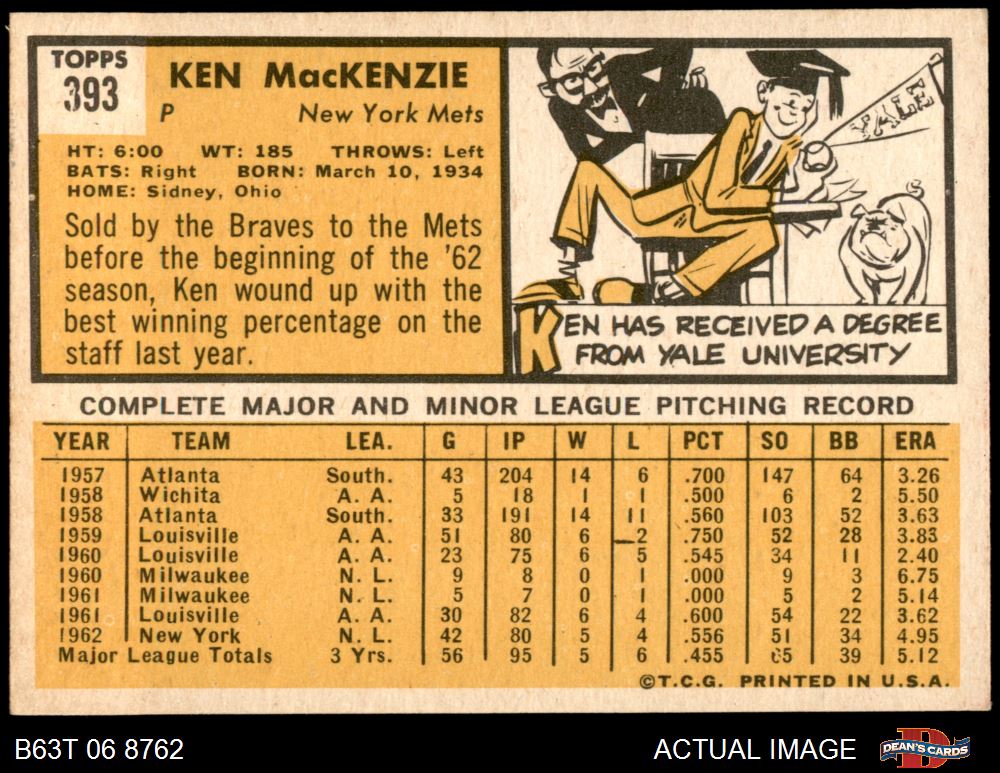 TOPPS
393
KEN MacKENZIE
P New York Mets
HT: 6:00 WT: 185 THROWS: Left
BATS: Right BORN: March 10, 1934
HOME: Sidney, Ohio
Sold by the Braves to the Mets
before the beginning of the '62
season, Ken wound up with the
best winning percentage on the
staff last year.
YALE
KEN HAS RECEIVED A DEGREE
FROM YALE UNIVERSITY
COMPLETE MAJOR AND MINOR LEAGUE PITCHING RECORD
YEAR TEAM LEA. G IP W L PCT SO BB ERA
1957 Atlanta South. 43 204 14 6 .700 147 64 3.26
1958 Wichita A. A. 5 18 1 1 .500 6 2 5.50
1958 Atlanta South. 33 191 14 11 .560 103 52 3.63
1959 Louisville A. A. 51 80 6 2 .750 52 28 3.83
1960 Louisville A. A. 23 75 6 5 .545 34 11 2.40
1960 Milwaukee N. L. 9 8 0 1 .000 9 3 6.75
1961 Milwaukee N. L. 5 7 0 1 .000 5 2 5.14
1961 Louisville A. A. 30 82 6 4 .600 54 22 3.62
1962 New York N. L. 42 80 5 4 .556 51 34 4.95
Major League Totals 3 Yrs. 56 95 5 6 .455 65 39 5.12
©T.C.G. PRINTED IN U.S.A.
B63T 06 8762 ACTUAL IMAGE DEAN'S CARDS